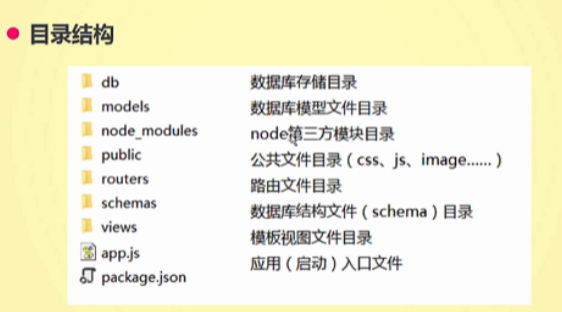 目录结构
db 数据库存储目录
models 数据库模型文件目录
node_modules node第三方模块目录
public 公共文件目录（css、js、image......）
routers 路由文件目录
schemas 数据库结构文件（schema）目录
views 模板视图文件目录
app.js 应用（启动）入口文件
package.json